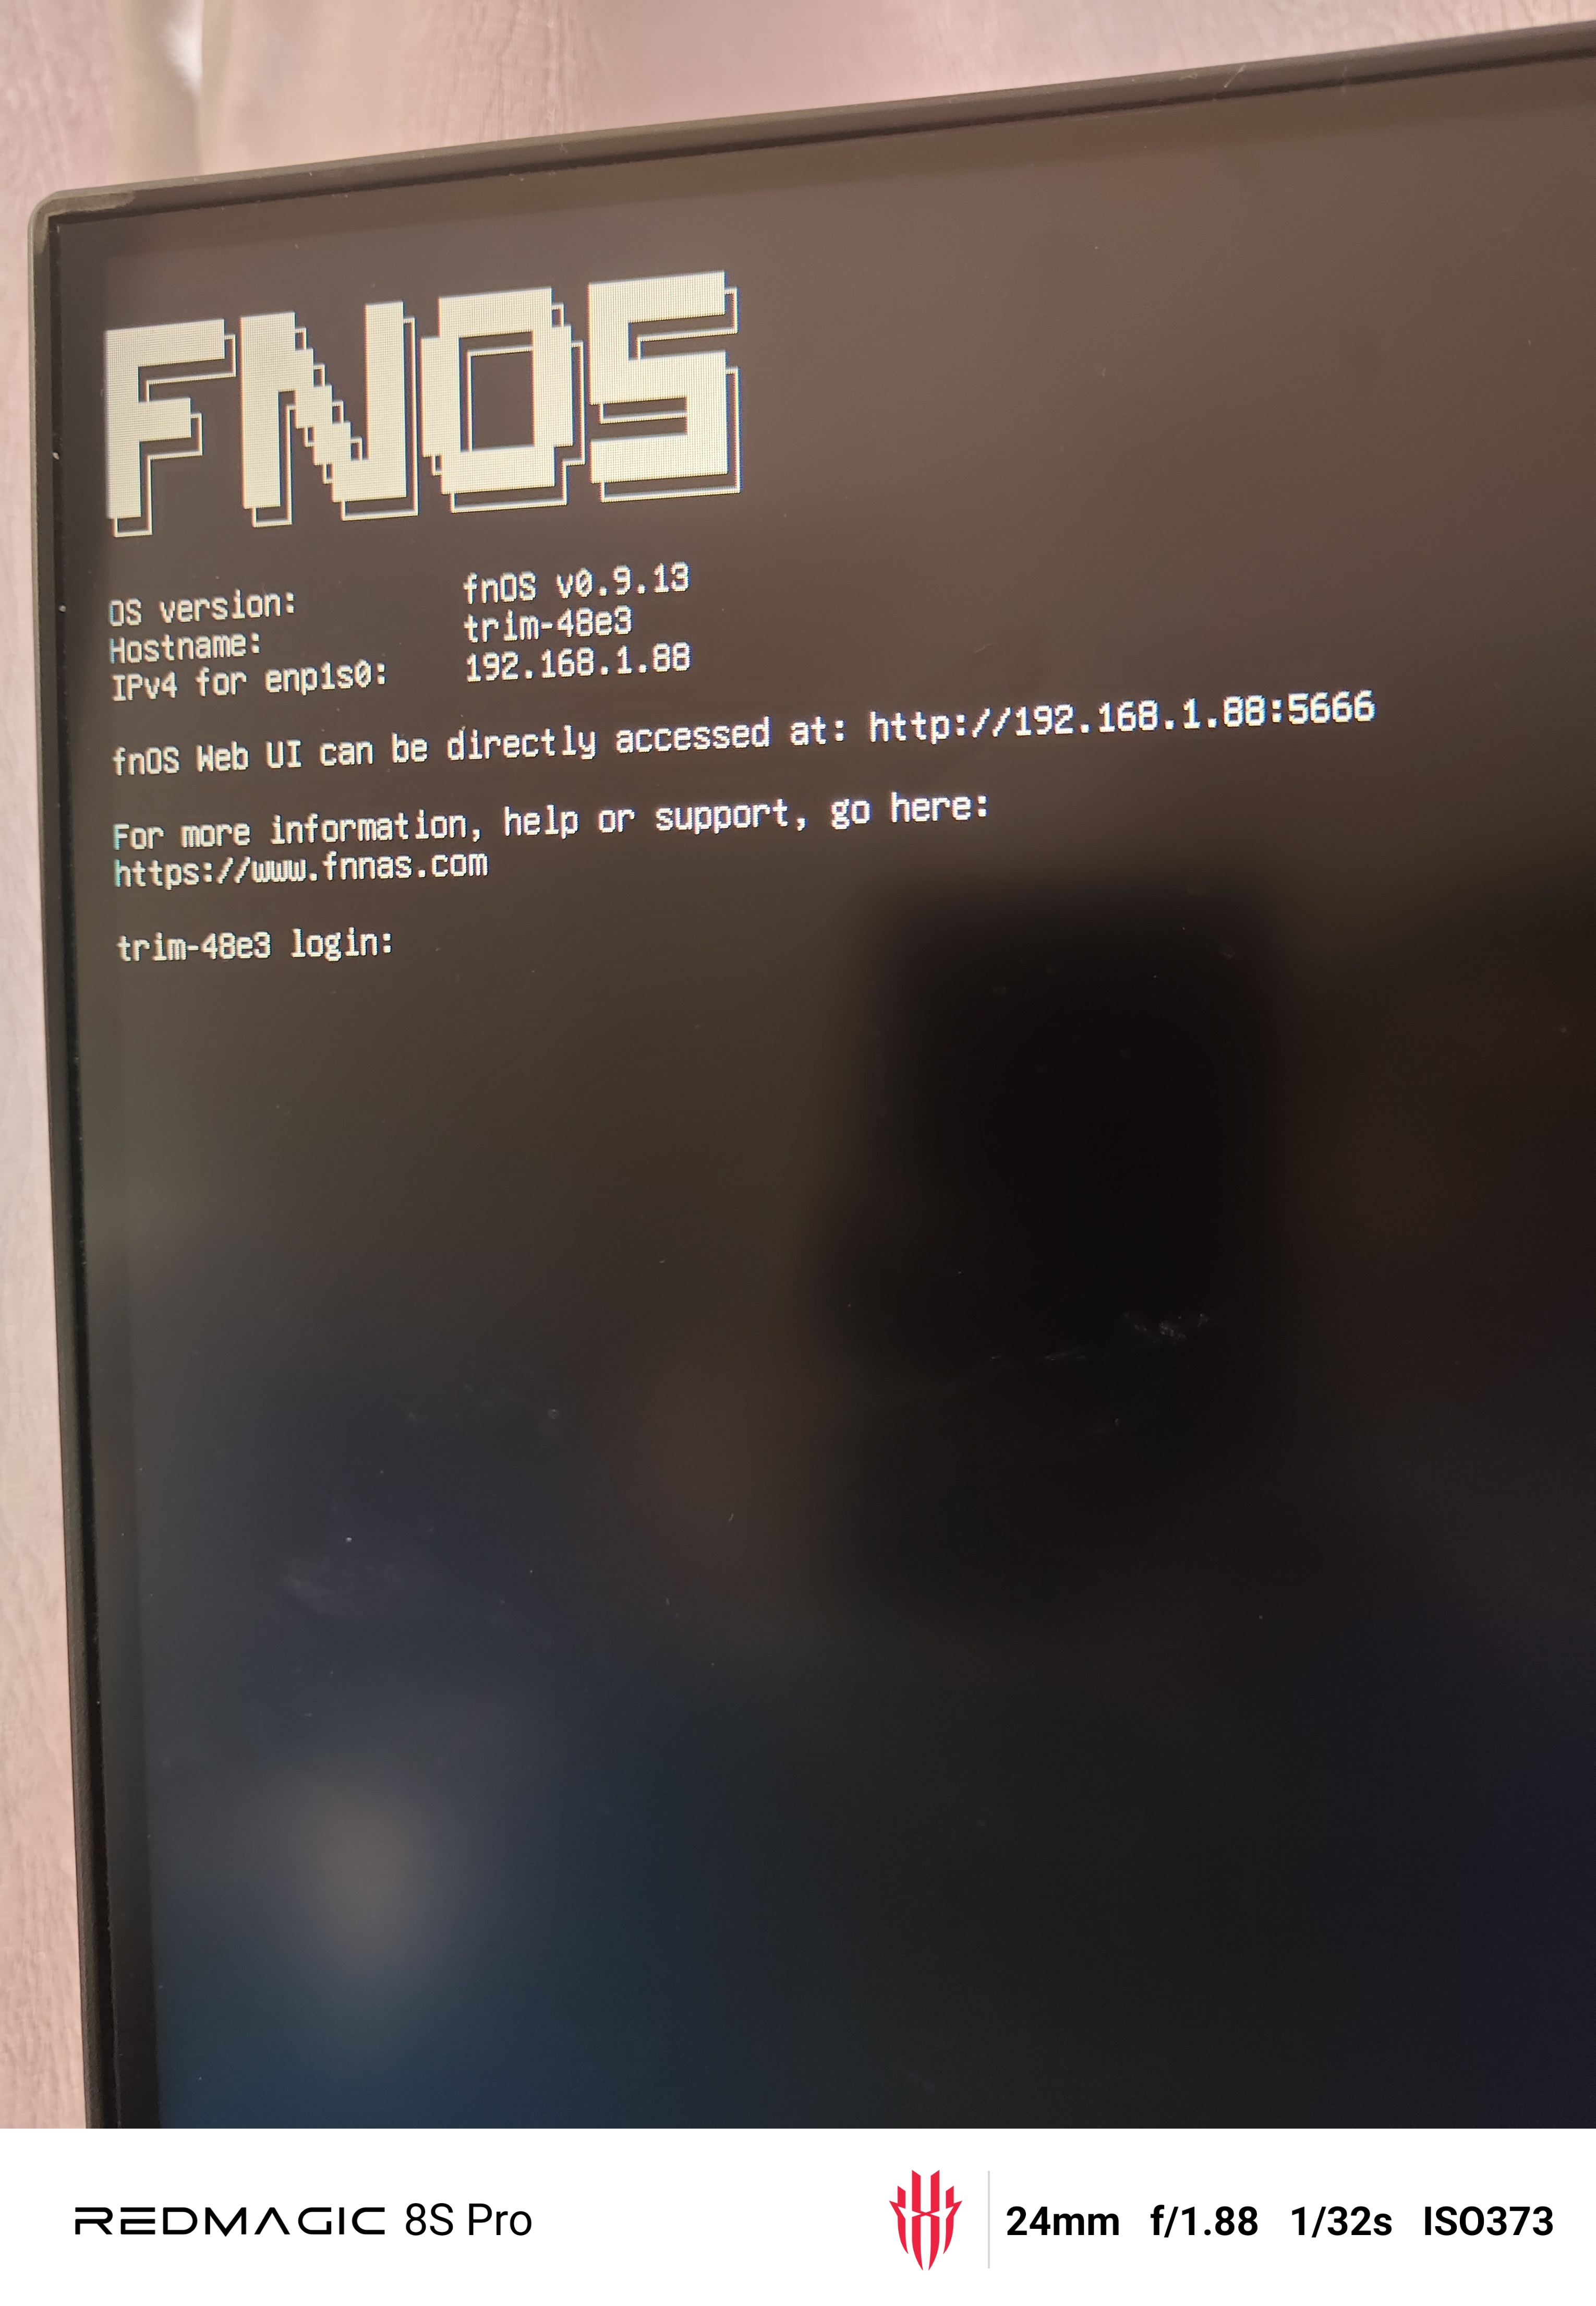 FNOS
OS version: fnOS v0.9.13
Hostname: trim-48e3
IPv4 for enp1s0: 192.168.1.88
fnOS Web UI can be directly accessed at: http://192.168.1.88:5666
For more information, help or support, go here:
https://www.fnnas.com
trim-48e3 login:
REDMAGIC 8S Pro
24mm f/1.88 1/32s ISO373